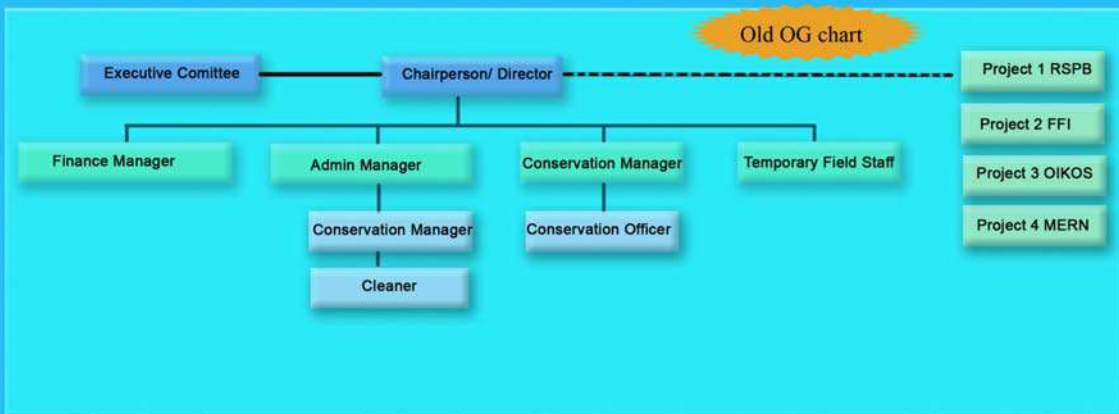 Old OG chart
Executive Comittee
Chairperson/ Director
Project 1 RSPB
Project 2 FFI
Project 3 OIKOS
Project 4 MERN
Finance Manager
Admin Manager
Conservation Manager
Temporary Field Staff
Conservation Manager
Conservation Officer
Cleaner